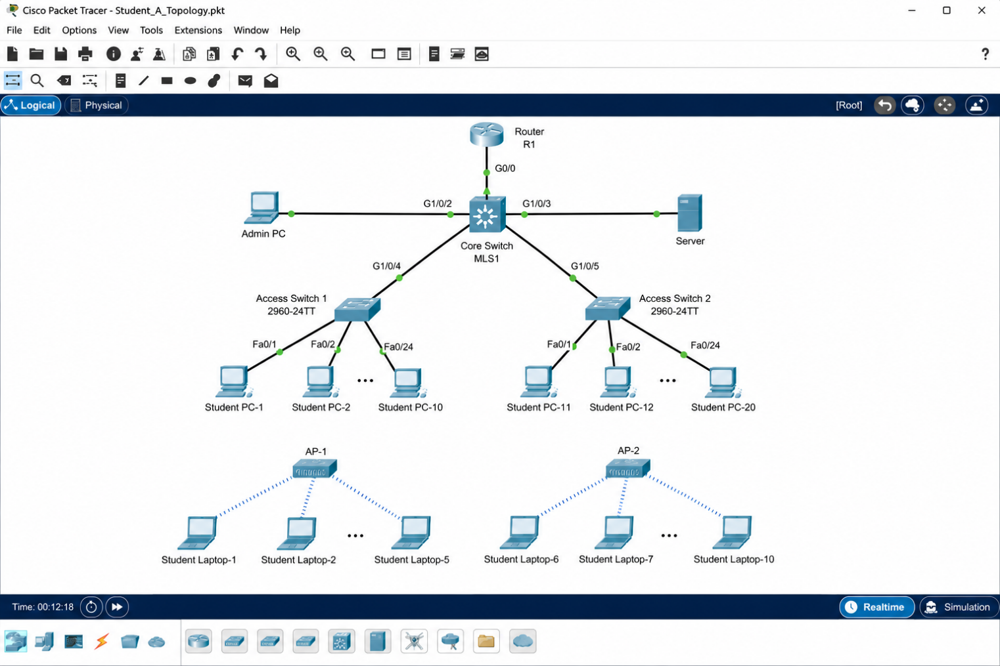 Cisco Packet Tracer - Student_A_Topology.pkt
File Edit Options View Tools Extensions Window Help
?
Logical Physical [Root]
Router
R1
G0/0
G1/0/2 G1/0/3
Admin PC
Server
Core Switch
MLS1
G1/0/4 G1/0/5
Access Switch 1
2960-24TT
Access Switch 2
2960-24TT
Fa0/1 Fa0/2 Fa0/24 Fa0/1 Fa0/2 Fa0/24
... ...
Student PC-1 Student PC-2 Student PC-10 Student PC-11 Student PC-12 Student PC-20
AP-1 AP-2
... ...
Student Laptop-1 Student Laptop-2 Student Laptop-5 Student Laptop-6 Student Laptop-7 Student Laptop-10
Time: 00:12:18 Realtime Simulation